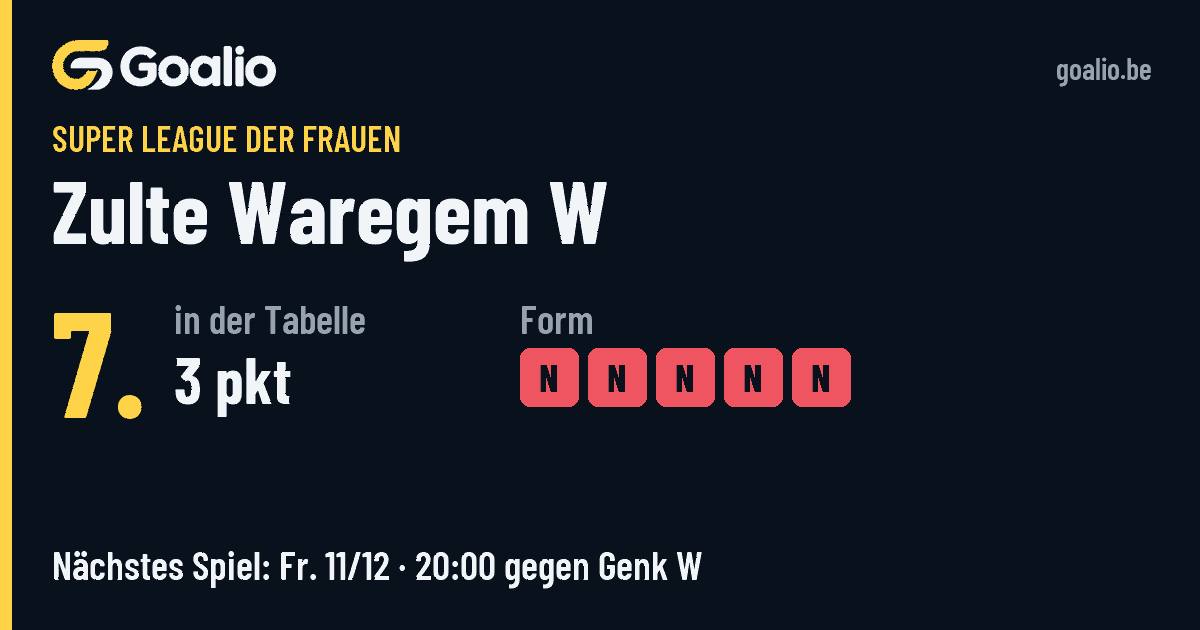 Goalio
goalio.be
SUPER LEAGUE DER FRAUEN
Zulte Waregem W
7.
in der Tabelle
3 pkt
Form
N N N N N
Nächstes Spiel: Fr. 11/12 · 20:00 gegen Genk W